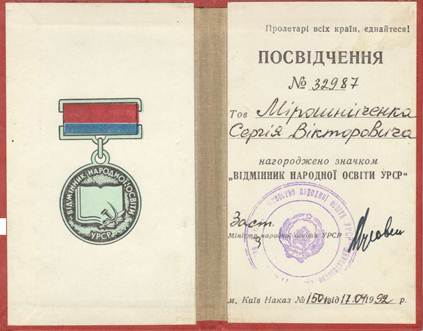 ВІДМІННИК НАРОДНОЇ ОСВІТИ
УРСР
Пролетарі всіх країн, єднайтеся!
ПОСВІДЧЕННЯ
№ 32987
Тов Мірошніченка
Сергія Вікторовича
нагороджено значком
„ВІДМІННИК НАРОДНОЇ ОСВІТИ УРСР"
Заст.
Міністр народної освіти УРСР
м. Київ Наказ № 150 від 17.04 1992 р.